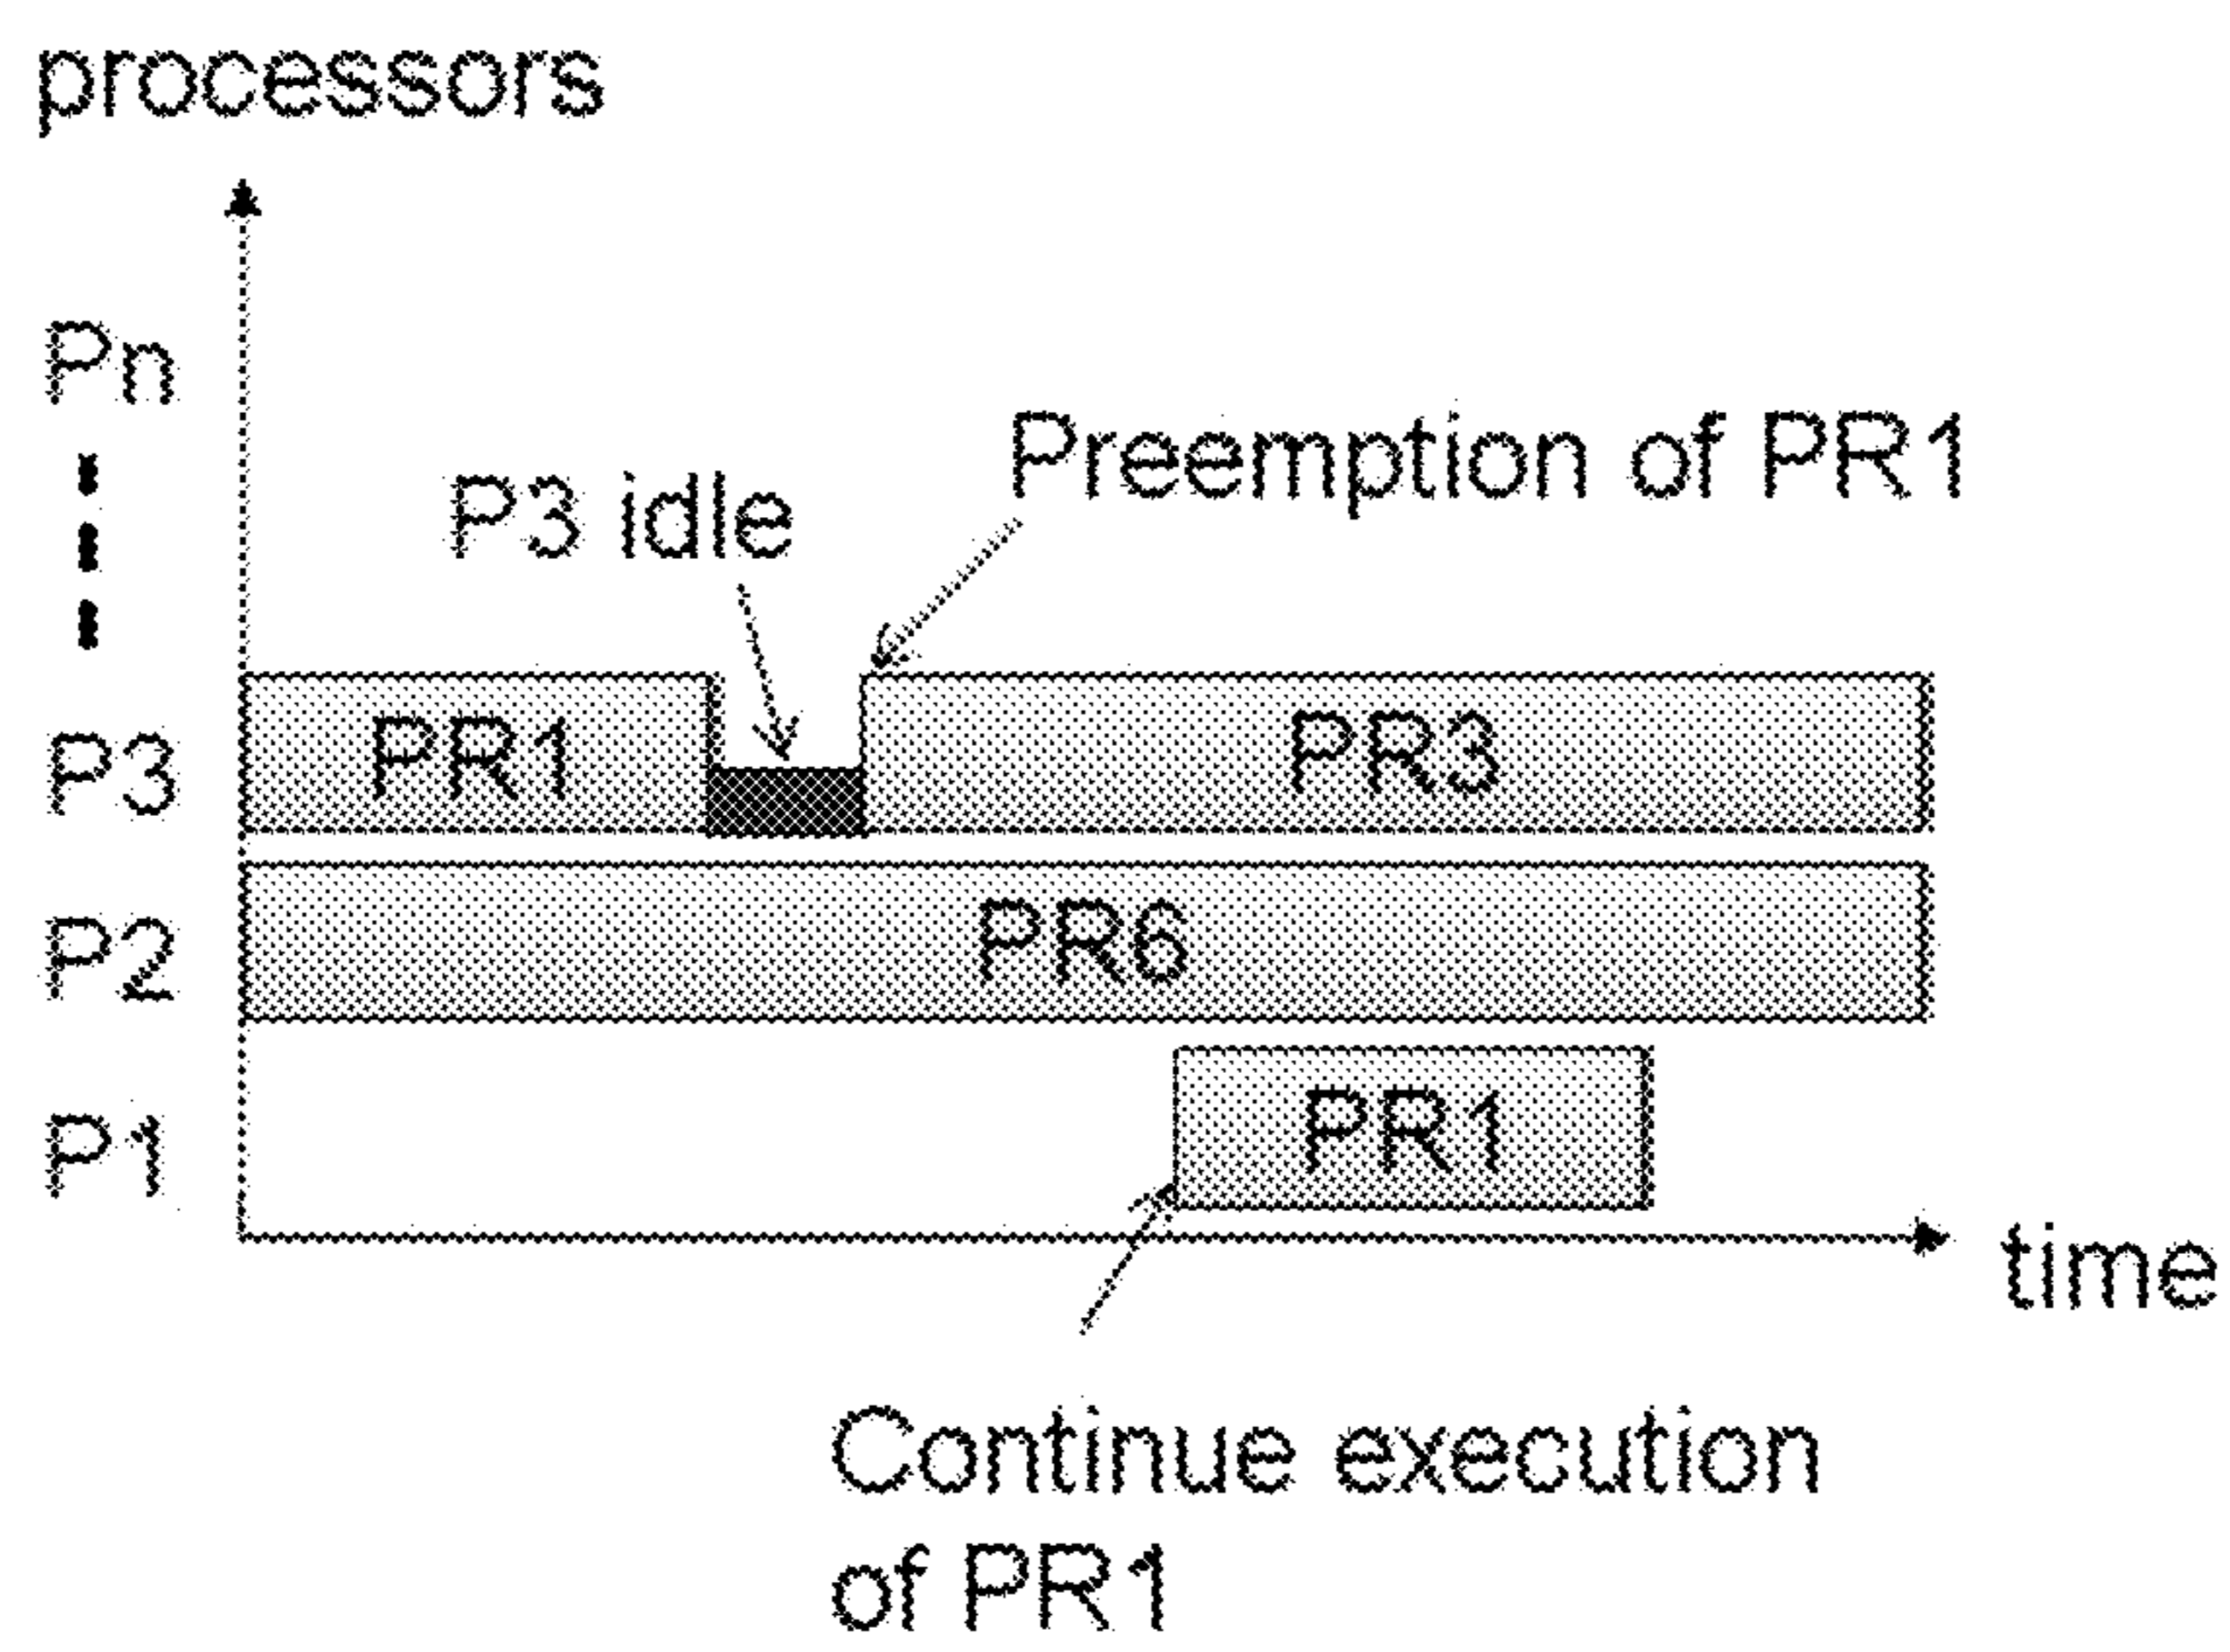 processors
Pn
Preemption of PR1
P3 idle
P3
PR1
PR3
P2
PR6
P1
PR1
time
Continue execution
of PR1